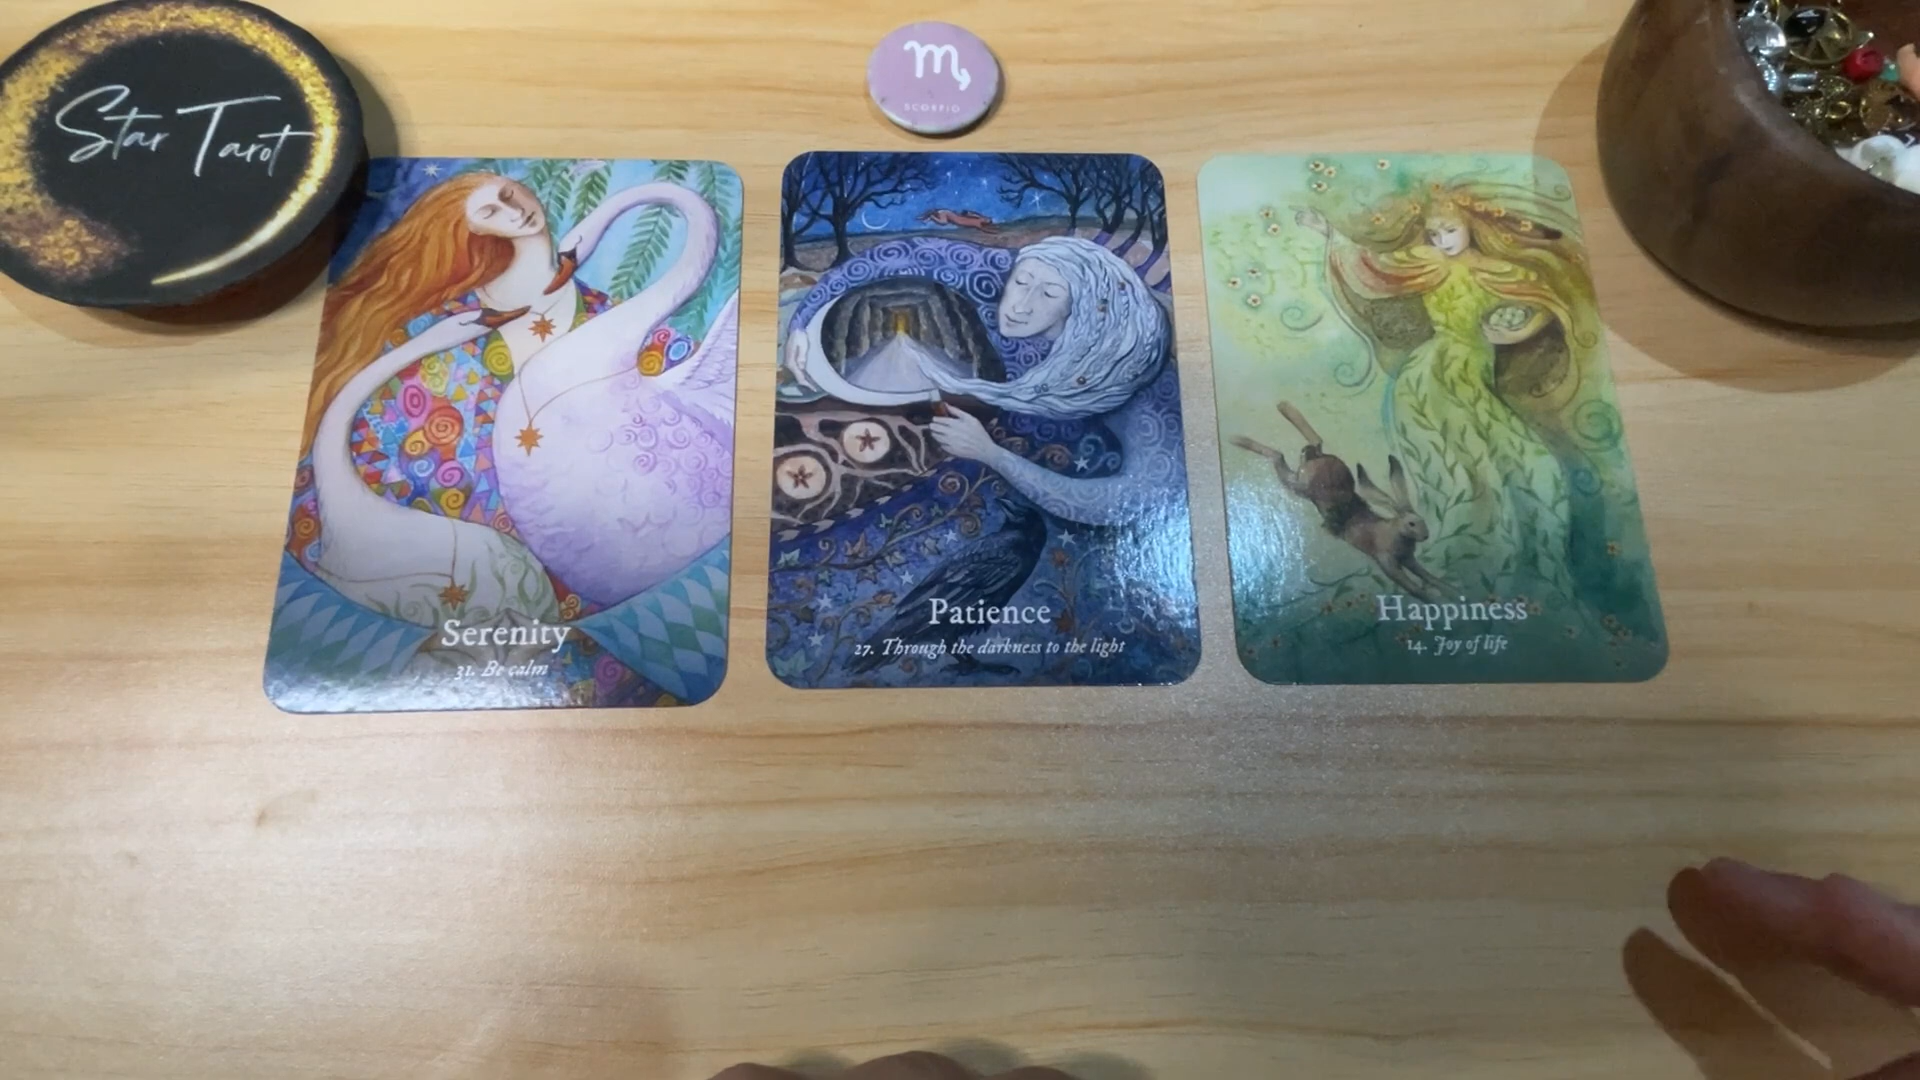 Star Tarot
SCORPIO
Serenity
31. Be calm
Patience
27. Through the darkness to the light
Happiness
14. Joy of life